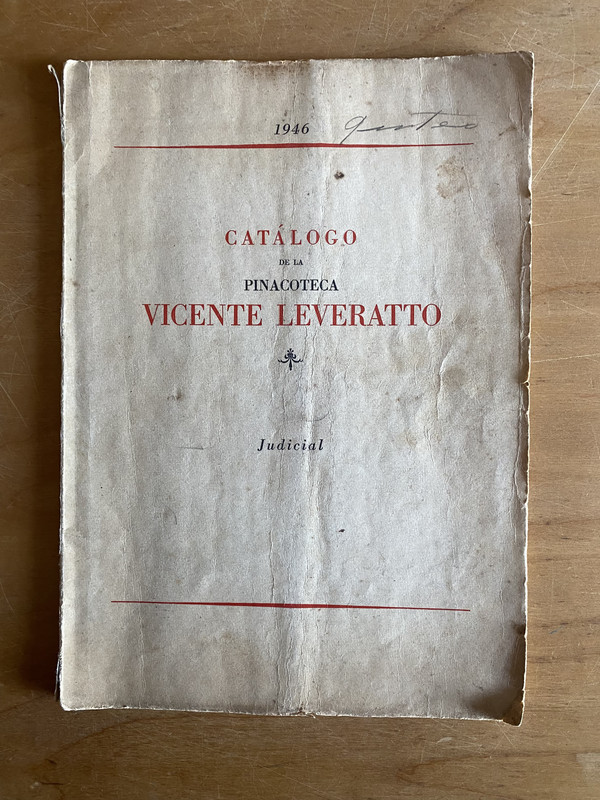 1946
CATÁLOGO
DE LA
PINACOTECA
VICENTE LEVERATTO
Judicial